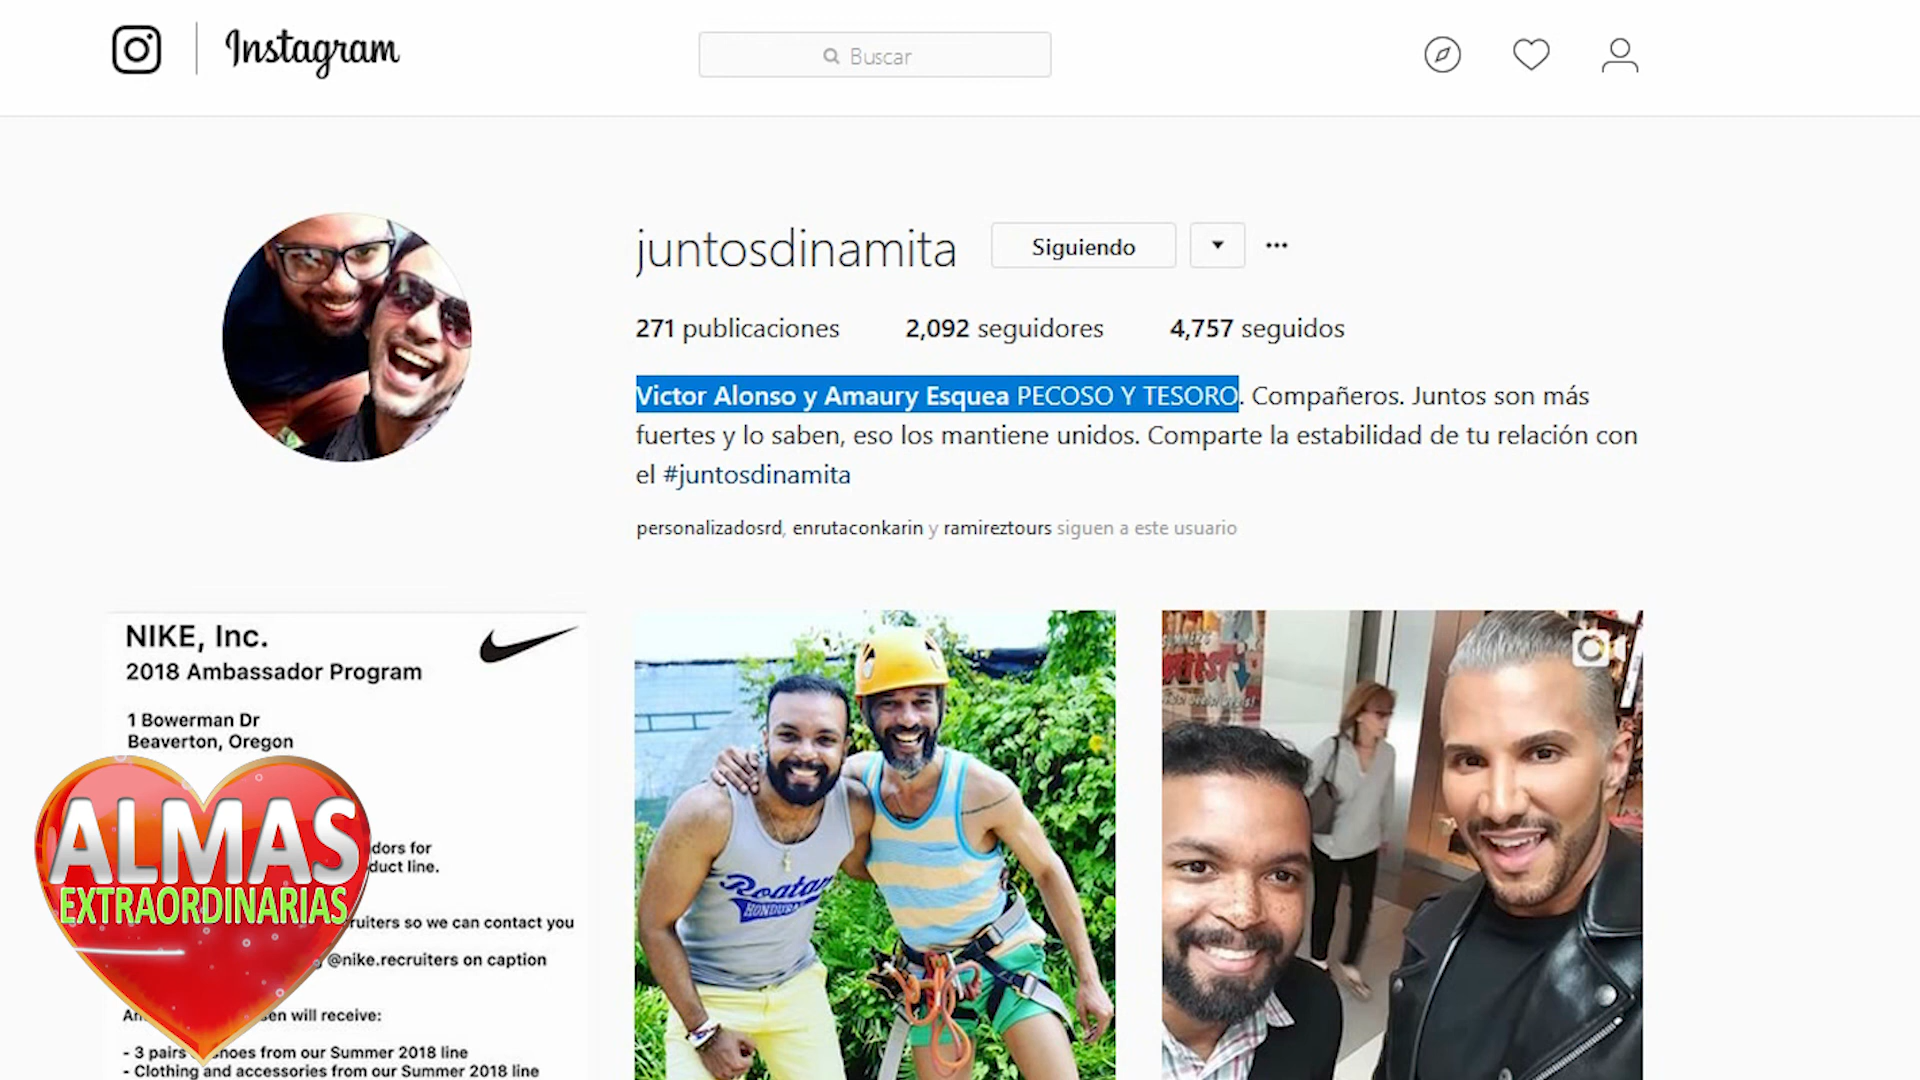 Instagram
Buscar
juntosdinamita Siguiendo
271 publicaciones 2,092 seguidores 4,757 seguidos
Victor Alonso y Amaury Esquea PECOSO Y TESORO. Compañeros. Juntos son más
fuertes y lo saben, eso los mantiene unidos. Comparte la estabilidad de tu relación con
el #juntosdinamita
personalizadosrd, enrutaconkarin y ramireztours siguen a este usuario
NIKE, Inc.
2018 Ambassador Program
1 Bowerman Dr
Beaverton, Oregon
dors for
duct line.
ruiters so we can contact you
@nike.recruiters on caption
sen will receive:
- 3 pairs shoes from our Summer 2018 line
- Clothing and accessories from our Summer 2018 line
ALMAS
EXTRAORDINARIAS
Roatan
HONDURAS